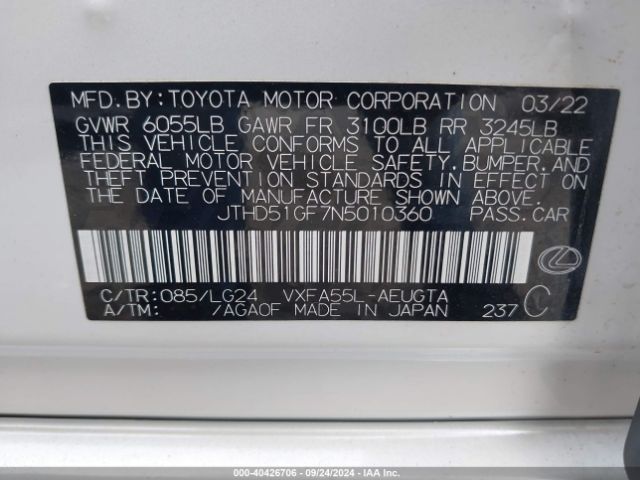 MFD.BY:TOYOTA MOTOR CORPORATION 03/22
GVWR 6055LB GAWR FR 3100LB RR 3245LB
THIS VEHICLE CONFORMS TO ALL APPLICABLE
FEDERAL MOTOR VEHICLE SAFETY,BUMPER,AND
THEFT PREVENTION STANDARDS IN EFFECT ON
THE DATE OF MANUFACTURE SHOWN ABOVE.
JTHD51GF7N5010360 PASS.CAR
C/TR:085/LG24 VXFA55L-AEUGTA
A/TM: /AGA0F MADE IN JAPAN 237 C
000-40426706 - 09/24/2024 - IAA Inc.